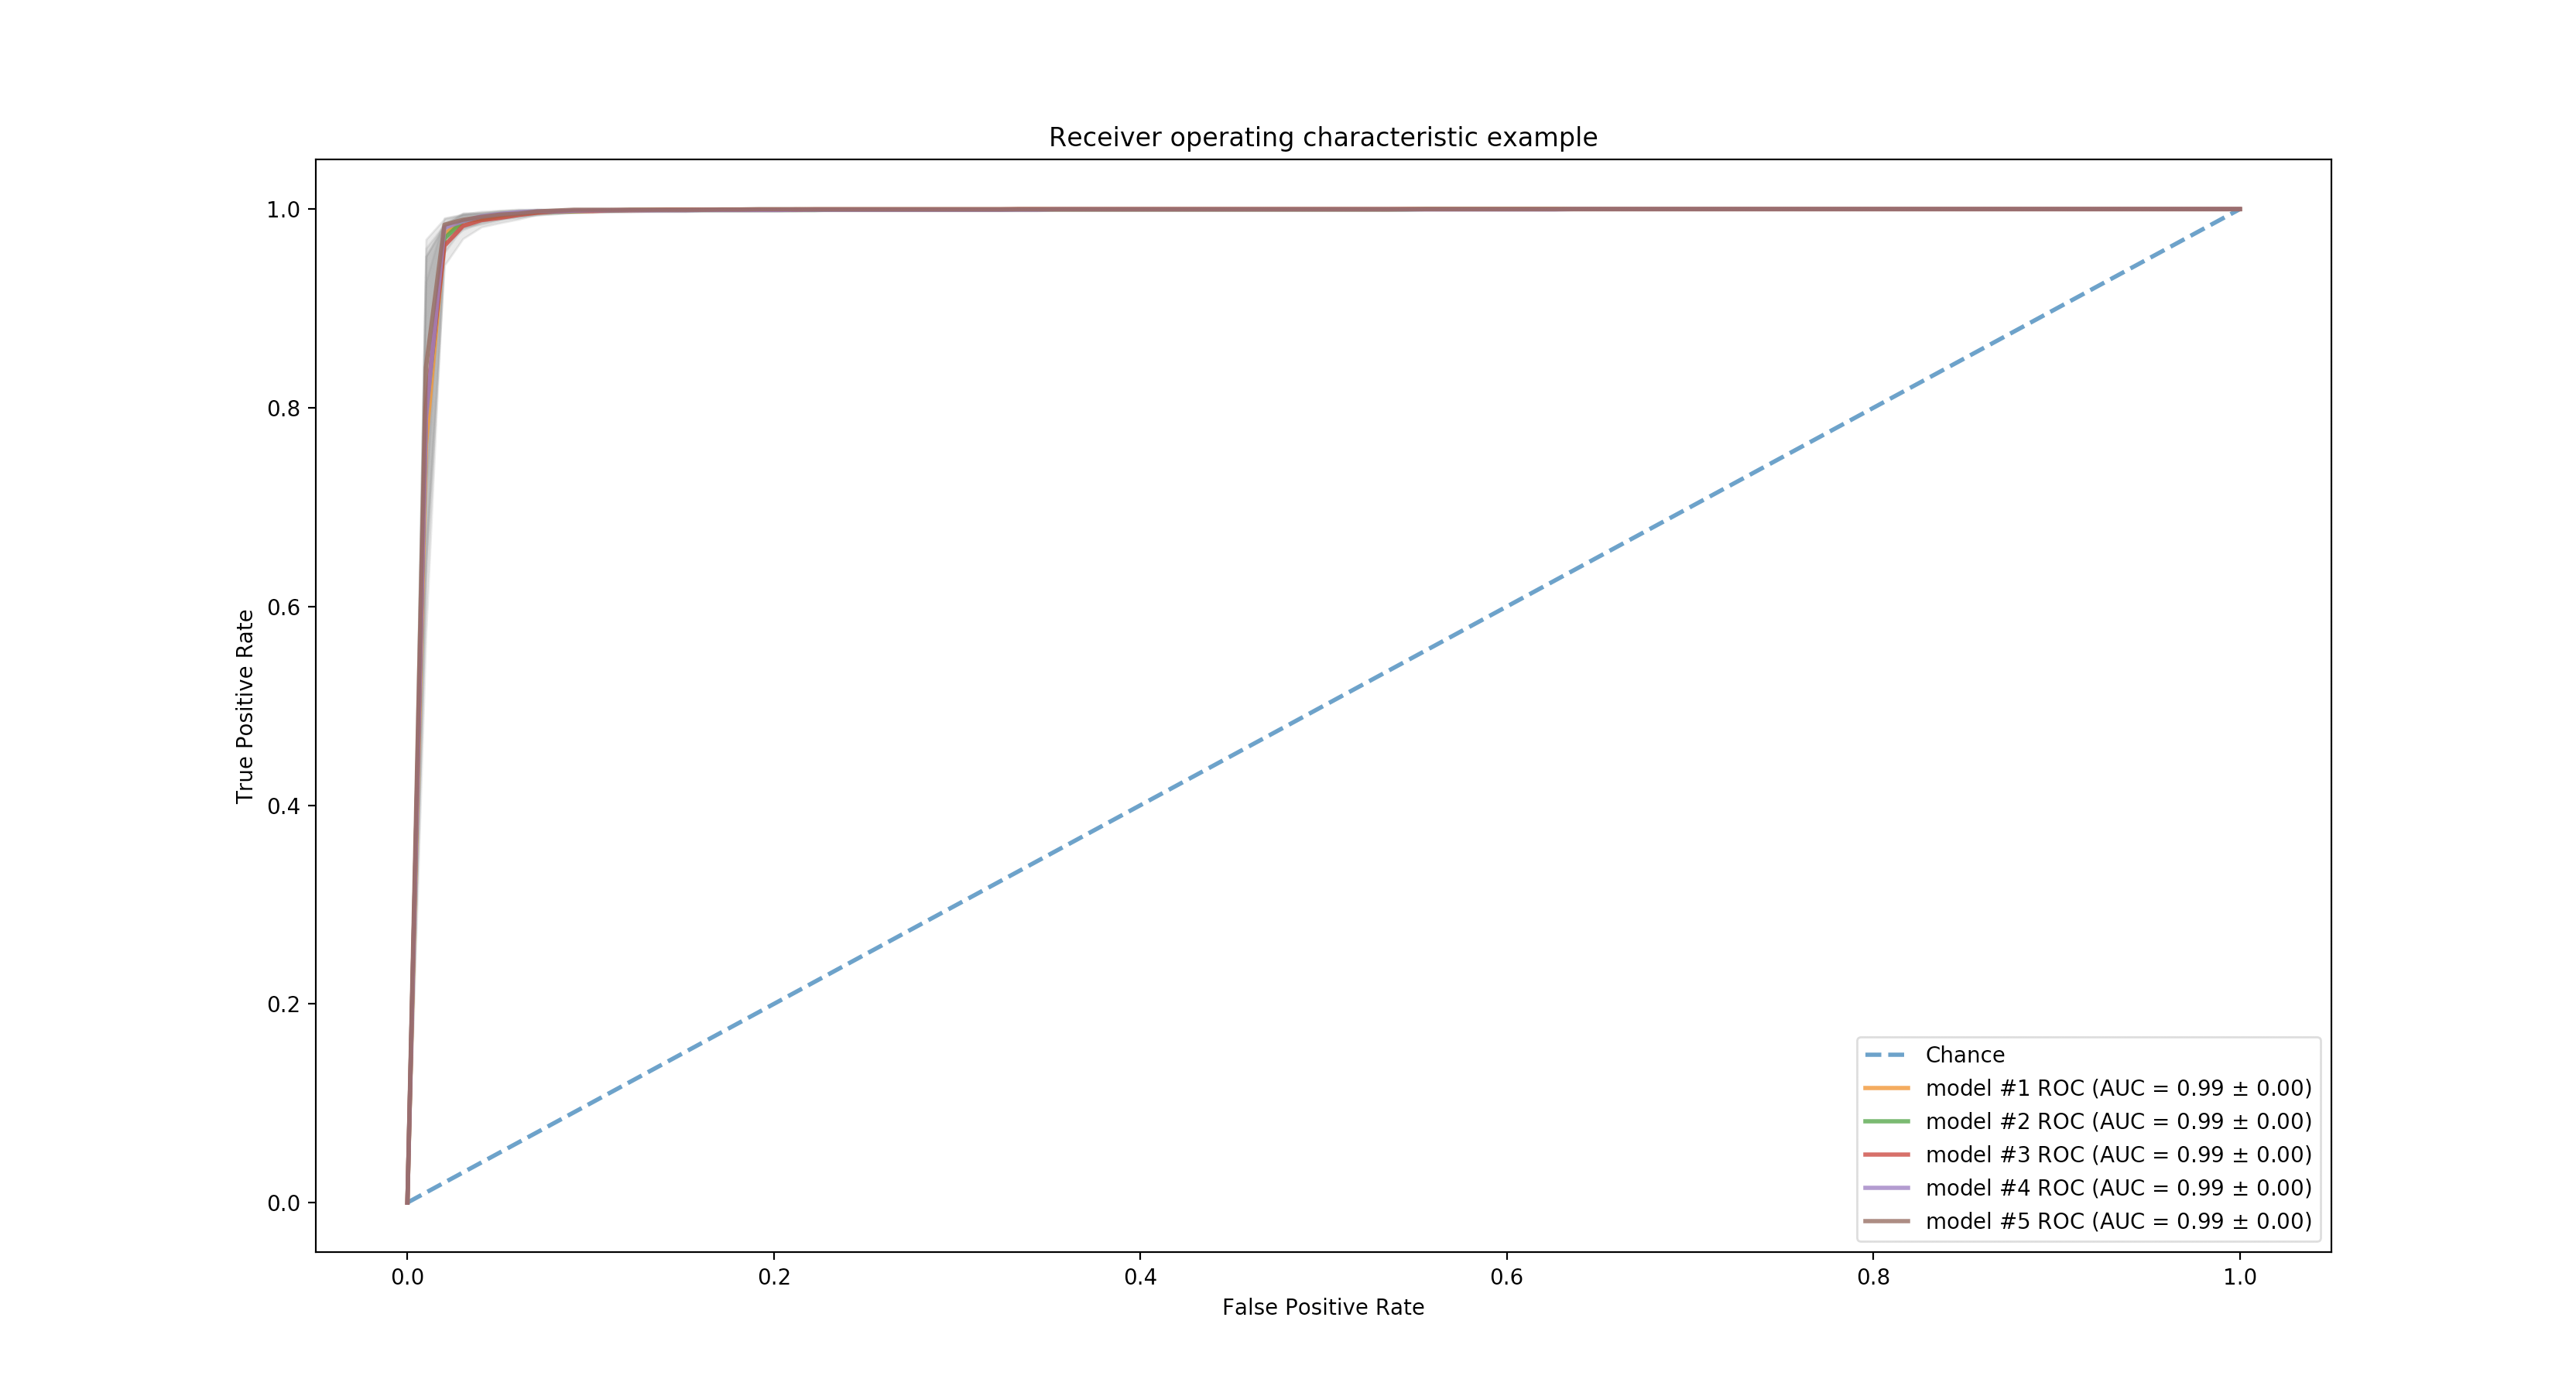 Receiver operating characteristic example
1.0
0.8
0.6
0.4
0.2
0.0
True Positive Rate
0.0 0.2 0.4 0.6 0.8 1.0
False Positive Rate
Chance
model #1 ROC (AUC = 0.99 ± 0.00)
model #2 ROC (AUC = 0.99 ± 0.00)
model #3 ROC (AUC = 0.99 ± 0.00)
model #4 ROC (AUC = 0.99 ± 0.00)
model #5 ROC (AUC = 0.99 ± 0.00)